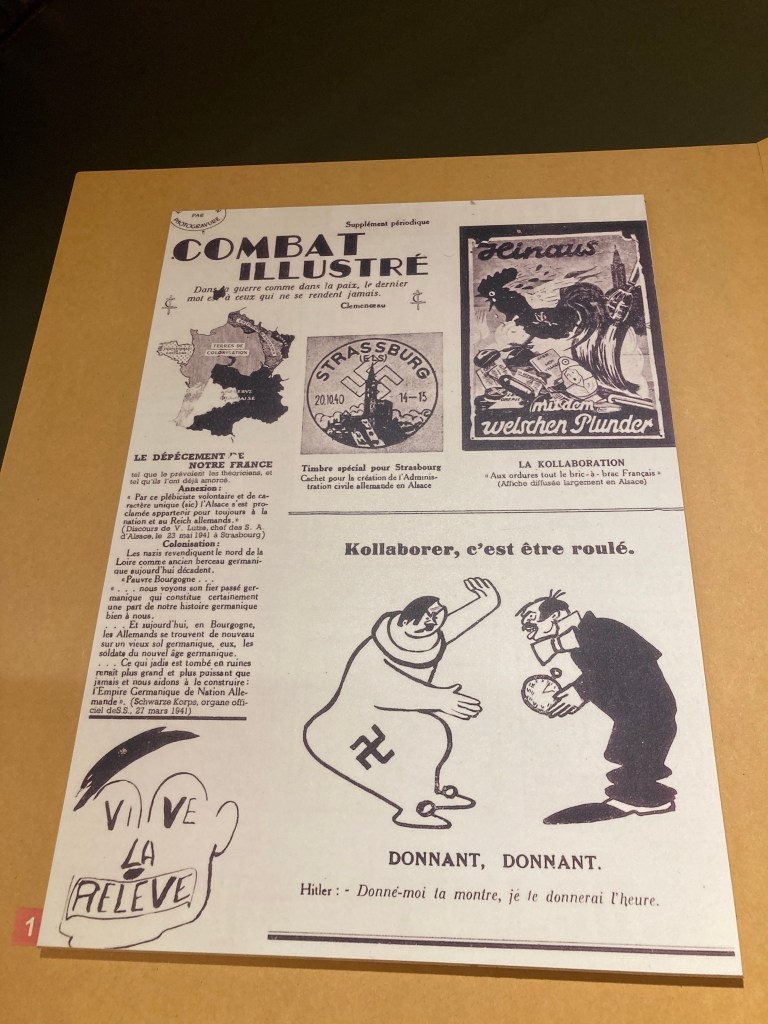 PAR
PHOTOGRAVURE
Supplément périodique
COMBAT
ILLUSTRÉ
Dans la guerre comme dans la paix, le dernier
mot est à ceux qui ne se rendent jamais.
Clemenceau
FRANCE DE
COLONISATION
LE DÉPÉCEMENT DE
NOTRE FRANCE
tel que le prévoient les théoriciens, et
tel qu'ils l'ont déjà amorcé.
Annexion :
« Par ce plébiciste volontaire et de ca-
ractère unique (sic) l'Alsace s'est pro-
clamée appartenir pour toujours à la
nation et au Reich allemands. »
(Discours de V. Lutze, chef des S. A.
d'Alsace, le 23 mai 1941 à Strasbourg)
Colonisation :
Les nazis revendiquent le nord de la
Loire comme ancien berceau germani-
que aujourd'hui décadent.
« Pauvre Bourgogne . . .
« . . . nous voyons son fier passé ger-
manique qui constitue certainement
une part de notre histoire germanique
bien à nous.
. . . Et aujourd'hui, en Bourgogne,
les Allemands se trouvent de nouveau
sur un vieux sol germanique, eux, les
soldats du nouvel âge germanique.
. . . Ce qui jadis est tombé en ruines
renaît plus grand et plus puissant que
jamais et nous aidons à le construire :
l'Empire Germanique de Nation Alle-
mande ». (Schwarze Korps, organe offi-
ciel des S.S., 27 mars 1941)
STRASSBURG
(ELS)
20.10.40
14-15
Timbre spécial pour Strasbourg
Cachet pour la création de l'Adminis-
tration civile allemande en Alsace
Hinaus
mit dem
welschen Plunder
LA KOLLABORATION
« Aux ordures tout le bric-à-brac Français »
(Affiche diffusée largement en Alsace)
Kollaborer, c'est être roulé.
DONNANT, DONNANT.
Hitler : - Donne-moi ta montre, je te donnerai l'heure.
VIVE
LA
RELÈVE
1